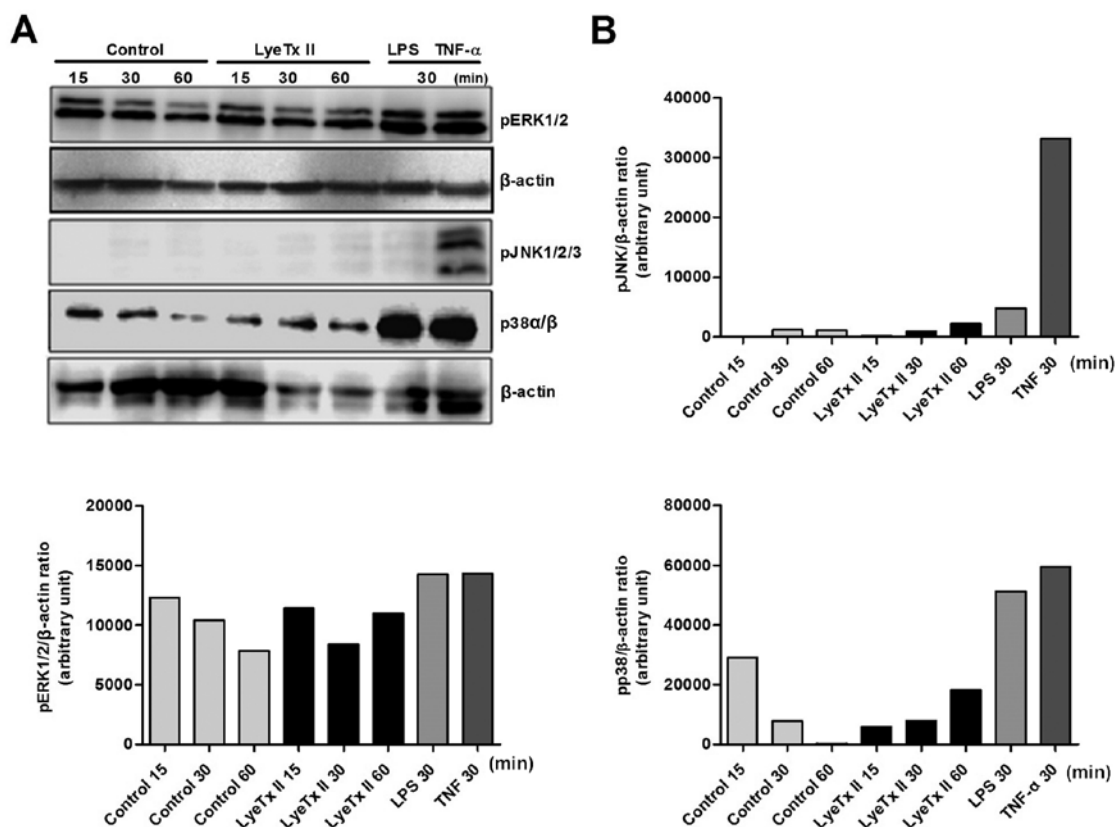 A
Control LyeTx II LPS TNF-α
15 30 60 15 30 60 30 (min)
pERK1/2
β-actin
pJNK1/2/3
p38α/β
β-actin
B
pJNK/β-actin ratio
(arbitrary unit)
40000
30000
20000
10000
0
Control 15
Control 30
Control 60
LyeTx II 15
LyeTx II 30
LyeTx II 60
LPS 30
TNF 30
(min)
pERK1/2/β-actin ratio
(arbitrary unit)
20000
15000
10000
5000
0
Control 15
Control 30
Control 60
LyeTx II 15
LyeTx II 30
LyeTx II 60
LPS 30
TNF 30
(min)
pp38/β-actin ratio
(arbitrary unit)
80000
60000
40000
20000
0
Control 15
Control 30
Control 60
LyeTx II 15
LyeTx II 30
LyeTx II 60
LPS 30
TNF-α 30
(min)